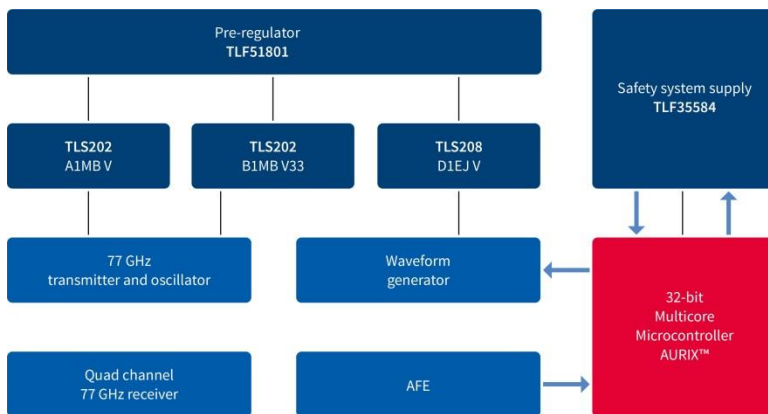 Pre-regulator
TLF51801
Safety system supply
TLF35584
TLS202
A1MB V
TLS202
B1MB V33
TLS208
D1EJ V
77 GHz
transmitter and oscillator
Waveform
generator
32-bit
Multicore
Microcontroller
AURIX™
Quad channel
77 GHz receiver
AFE